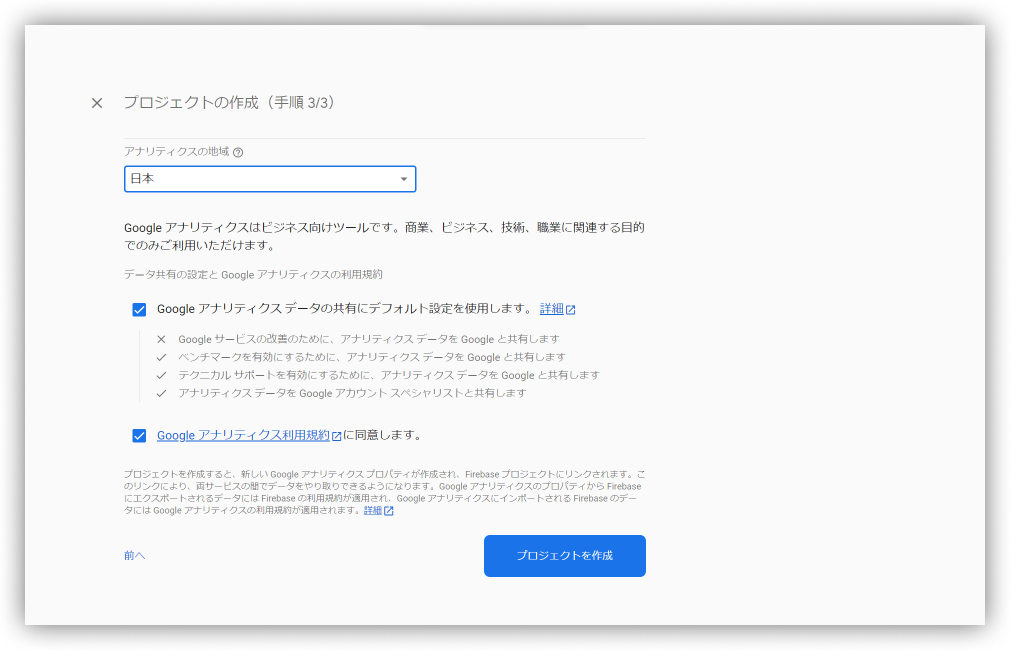 プロジェクトの作成（手順 3/3）
アナリティクスの地域
日本
Google アナリティクスはビジネス向けツールです。商業、ビジネス、技術、職業に関連する目的
でのみご利用いただけます。
データ共有の設定と Google アナリティクスの利用規約
Google アナリティクス データの共有にデフォルト設定を使用します。 詳細
Google サービスの改善のために、アナリティクス データを Google と共有します
ベンチマークを有効にするために、アナリティクス データを Google と共有します
テクニカル サポートを有効にするために、アナリティクス データを Google と共有します
アナリティクス データを Google アカウント スペシャリストと共有します
Google アナリティクス利用規約に同意します。
プロジェクトを作成すると、新しい Google アナリティクス プロパティが作成され、Firebase プロジェクトにリンクされます。こ
のリンクにより、両サービスの間でデータをやり取りできるようになります。Google アナリティクスのプロパティから Firebase
にエクスポートされるデータには Firebase の利用規約が適用され、Google アナリティクスにインポートされる Firebase のデー
タには Google アナリティクスの利用規約が適用されます。詳細
前へ
プロジェクトを作成